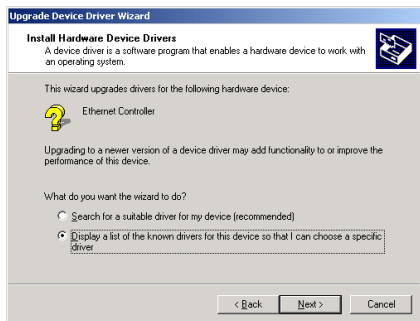 Upgrade Device Driver Wizard
Install Hardware Device Drivers
A device driver is a software program that enables a hardware device to work with
an operating system.
This wizard upgrades drivers for the following hardware device:
Ethernet Controller
Upgrading to a newer version of a device driver may add functionality to or improve the
performance of this device.
What do you want the wizard to do?
Search for a suitable driver for my device (recommended)
Display a list of the known drivers for this device so that I can choose a specific
driver
< Back
Next >
Cancel